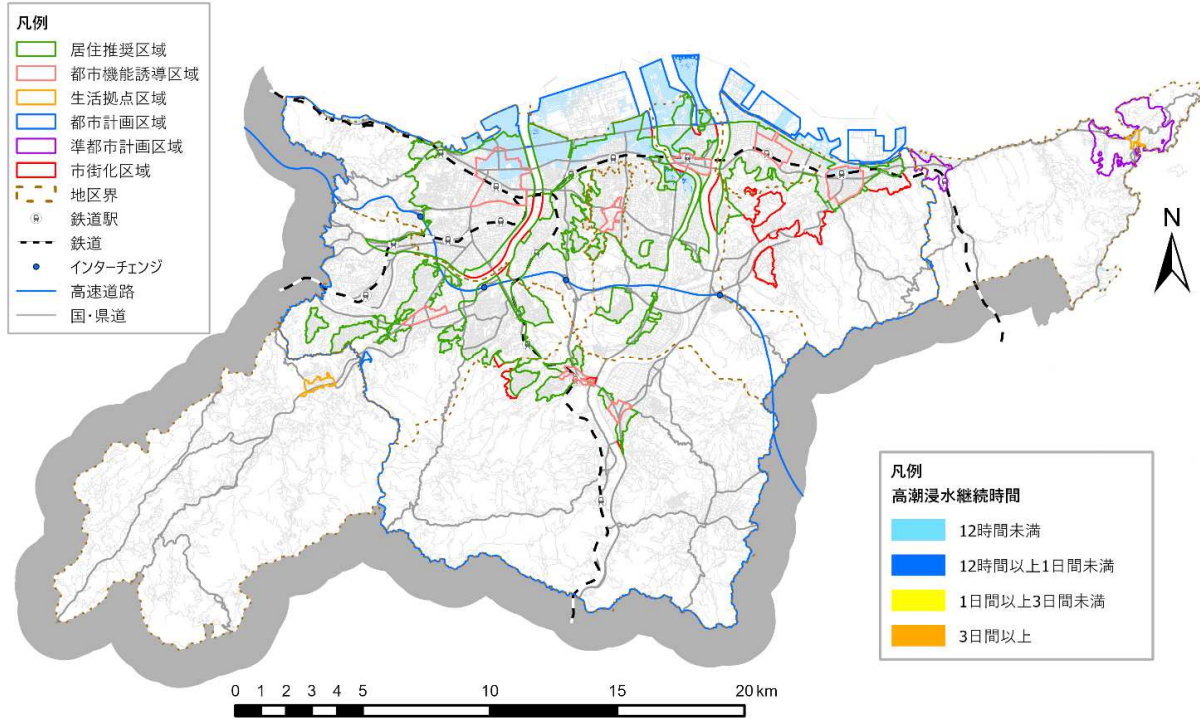 凡例
居住推奨区域
都市機能誘導区域
生活拠点区域
都市計画区域
準都市計画区域
市街化区域
地区界
鉄道駅
鉄道
インターチェンジ
高速道路
国・県道
N
凡例
高潮浸水継続時間
12時間未満
12時間以上1日間未満
1日間以上3日間未満
3日間以上
0 1 2 3 4 5 10 15 20 km